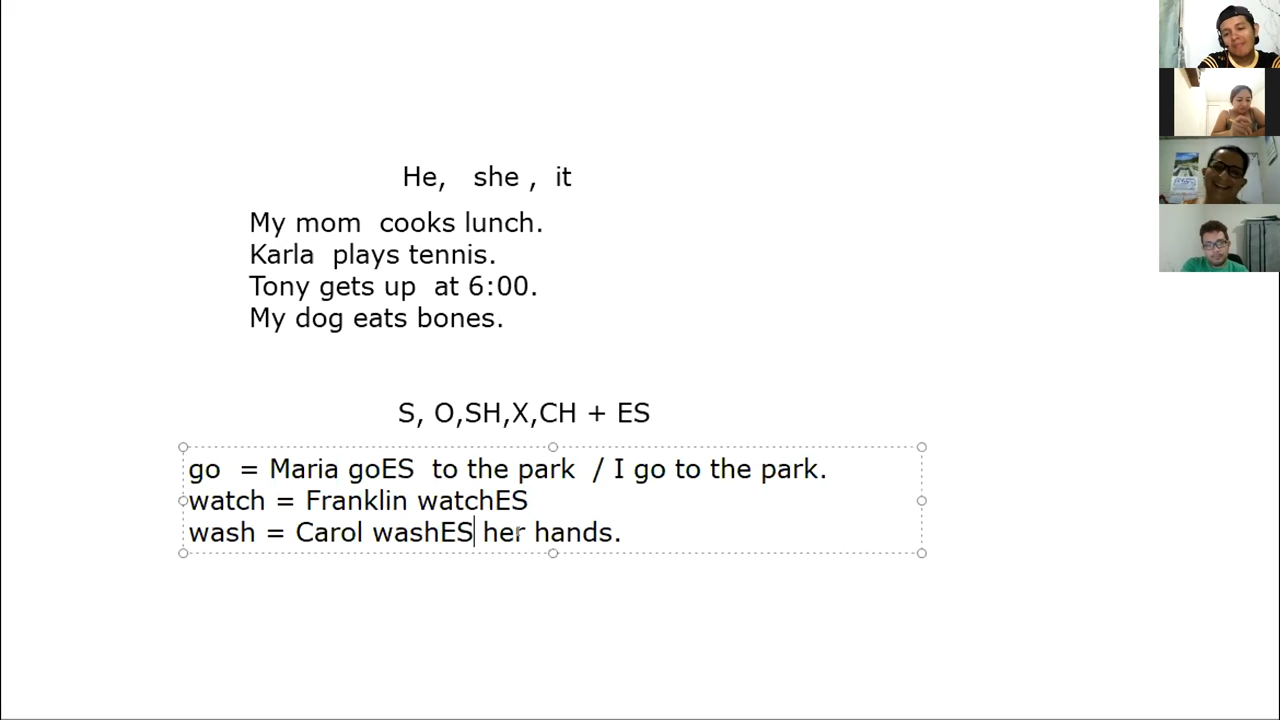 He, she , it
My mom cooks lunch.
Karla plays tennis.
Tony gets up at 6:00.
My dog eats bones.
S, O,SH,X,CH + ES
go = Maria goES to the park / I go to the park.
watch = Franklin watchES
wash = Carol washES her hands.